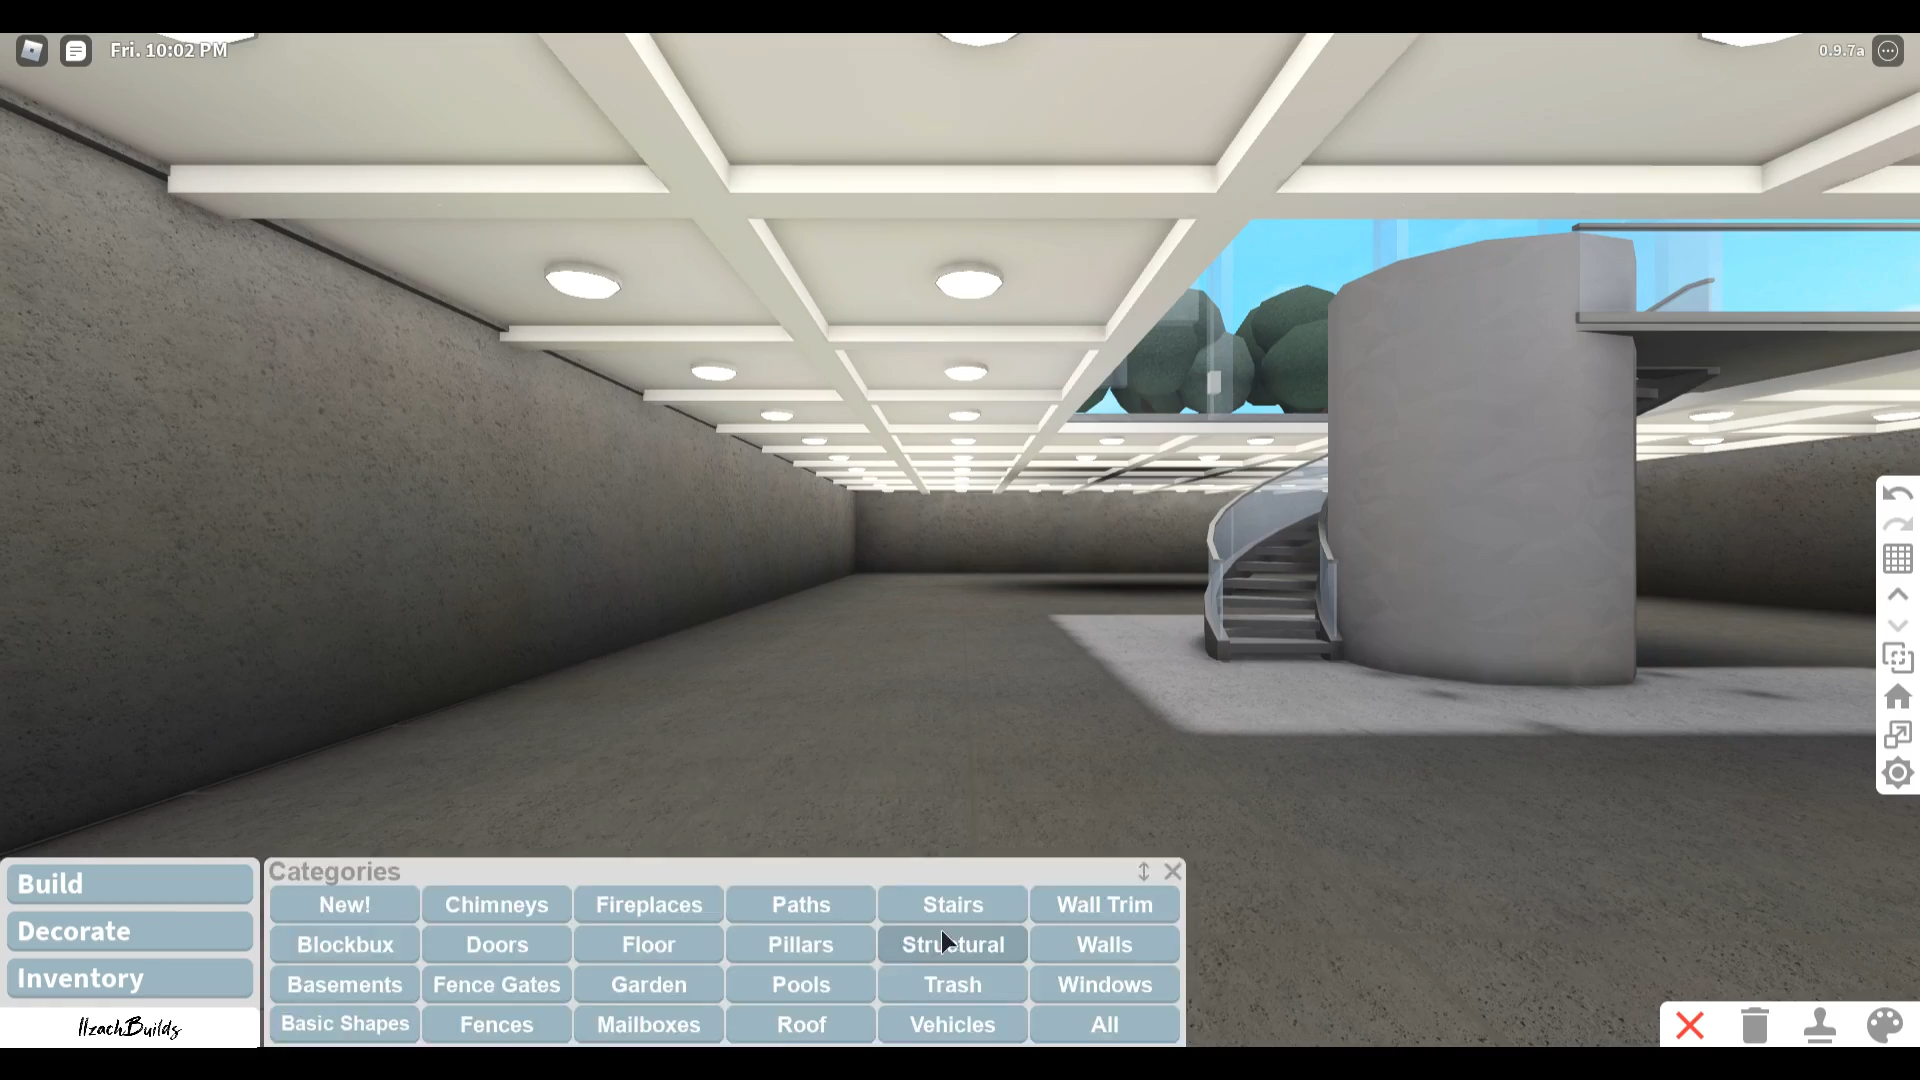 Fri. 10:02 PM
0.9.7a
Build
Decorate
Inventory
llzachBuilds
Categories
New! Chimneys Fireplaces Paths Stairs Wall Trim
Blockbux Doors Floor Pillars Structural Walls
Basements Fence Gates Garden Pools Trash Windows
Basic Shapes Fences Mailboxes Roof Vehicles All